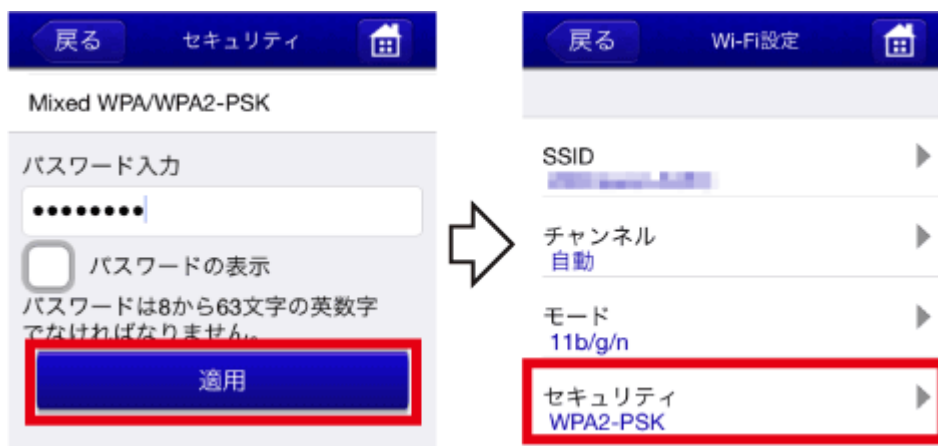 戻る
セキュリティ
Mixed WPA/WPA2-PSK
パスワード入力
••••••••
パスワードの表示
パスワードは8から63文字の英数字
でなければなりません。
適用
戻る
Wi-Fi設定
SSID
チャンネル
自動
モード
11b/g/n
セキュリティ
WPA2-PSK